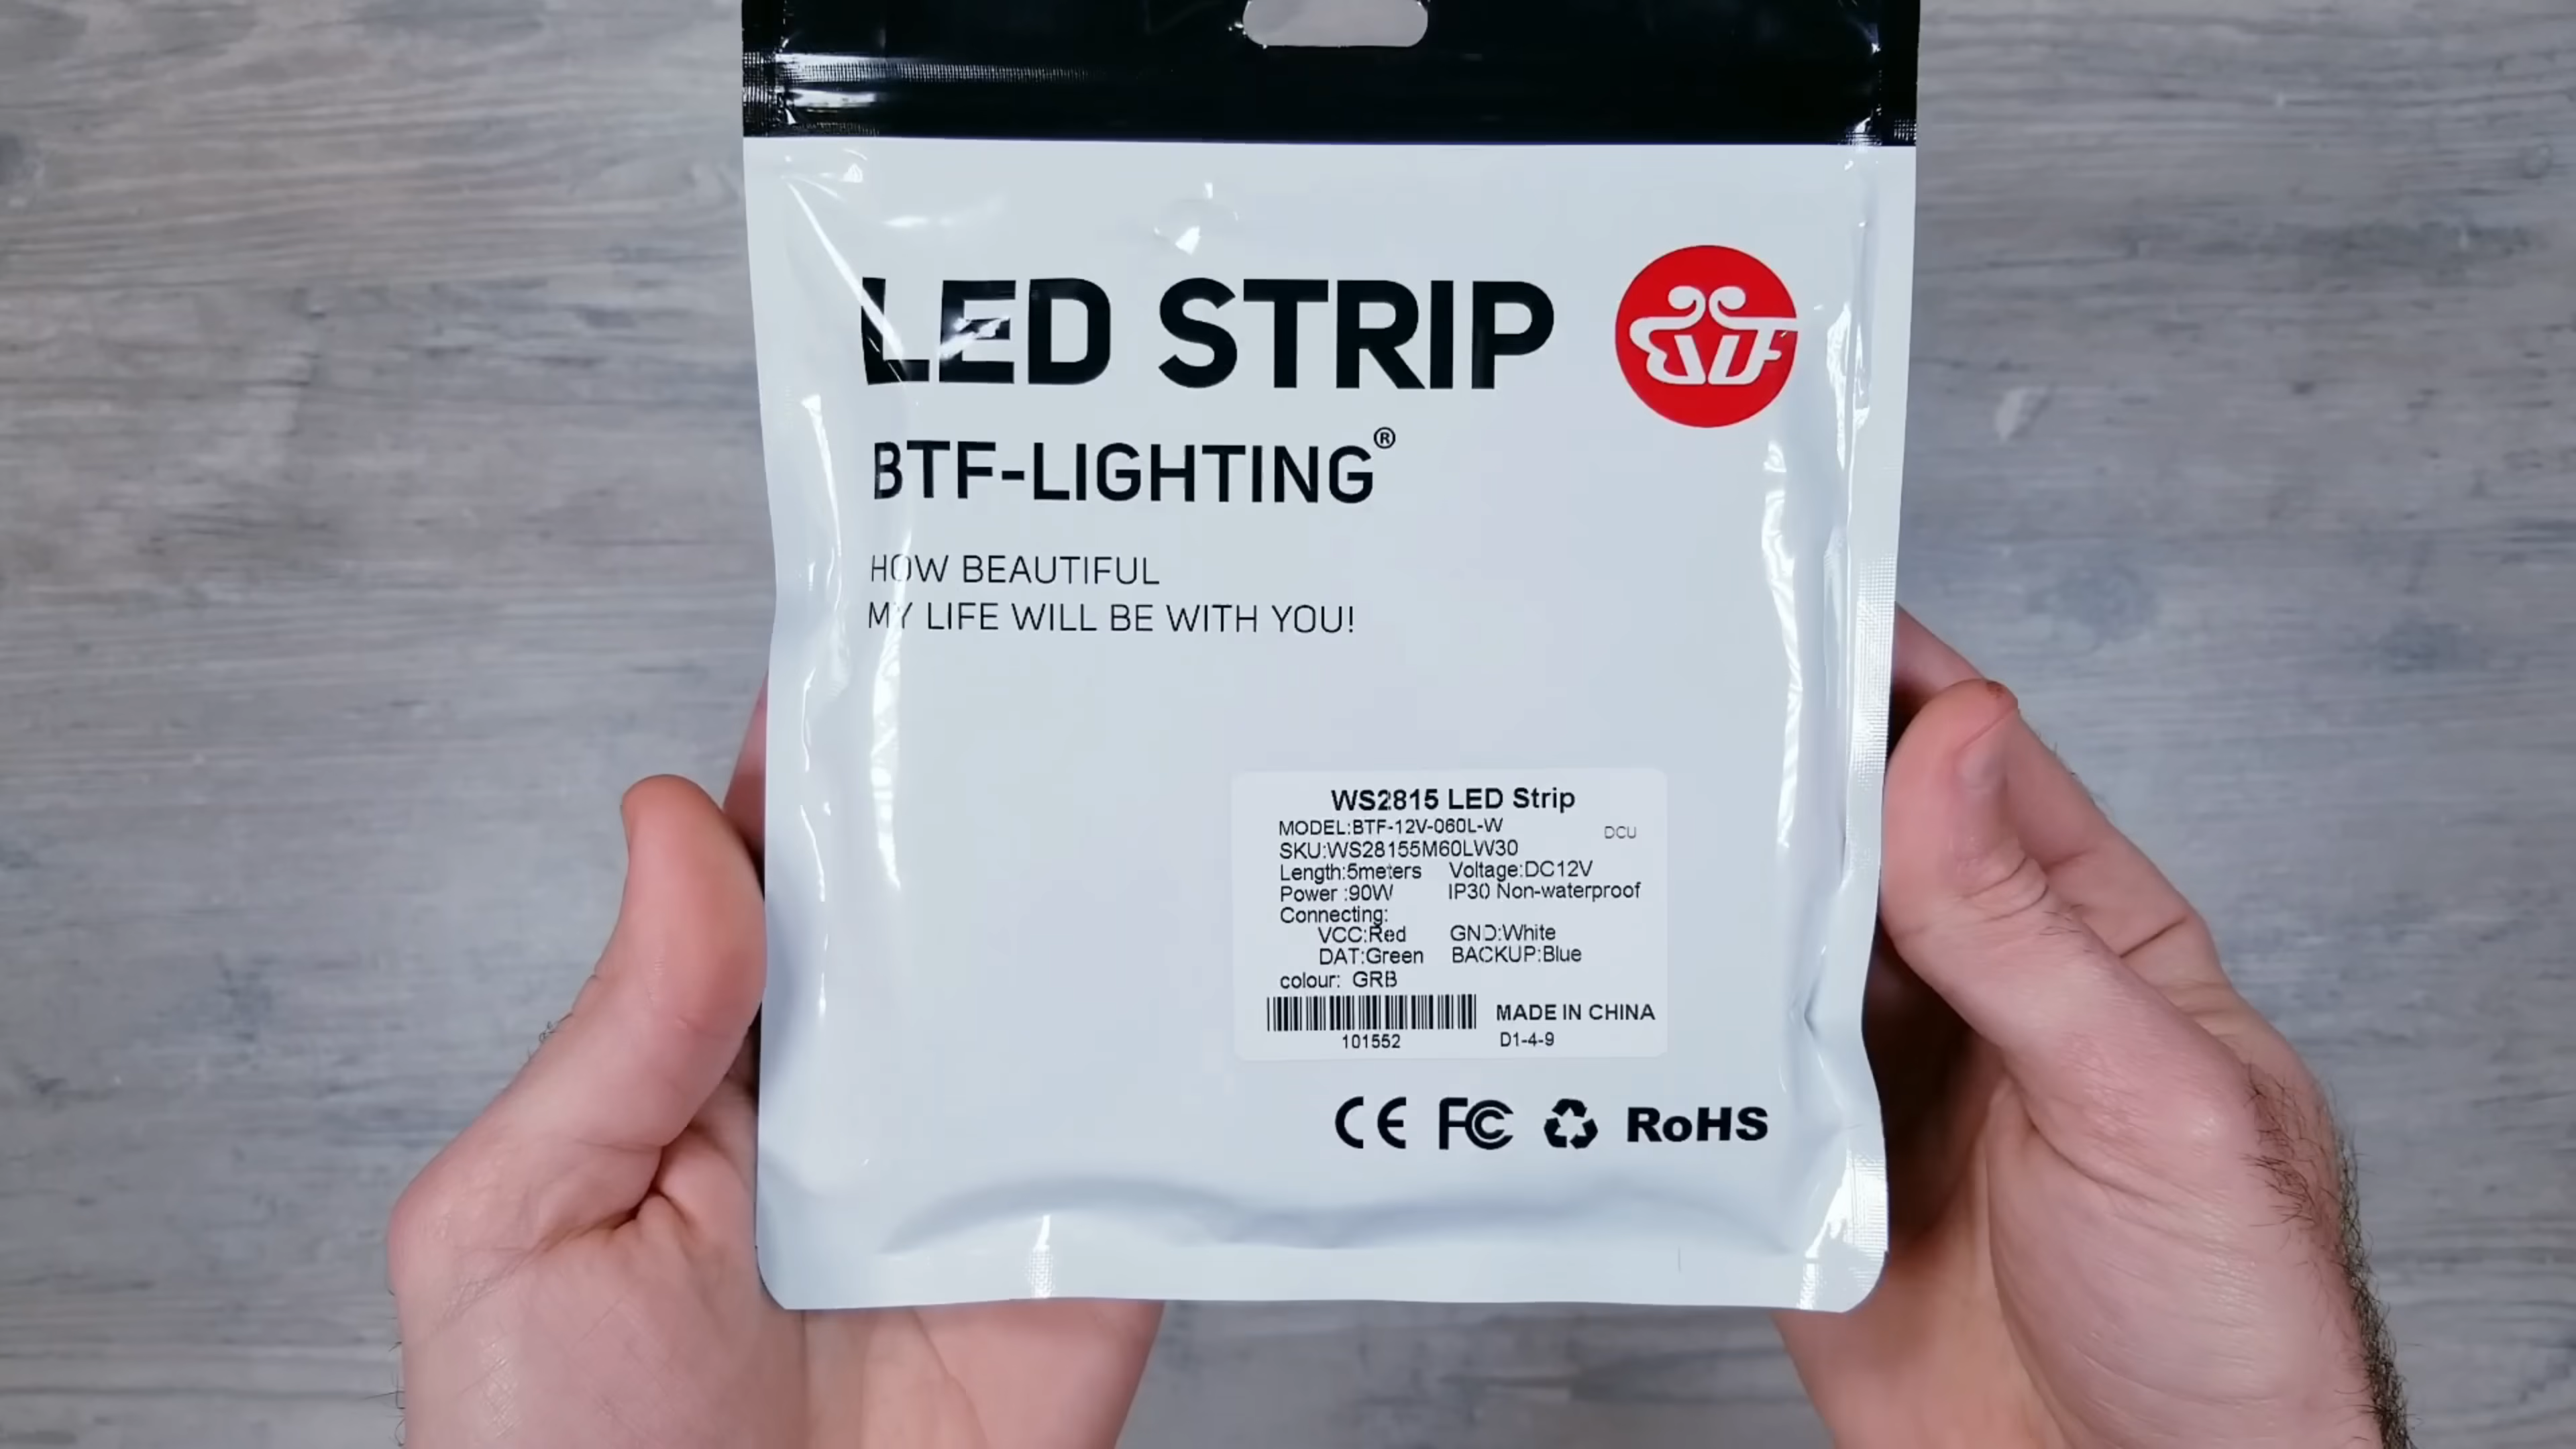 LED STRIP
BTF
BTF-LIGHTING®
HOW BEAUTIFUL
MY LIFE WILL BE WITH YOU!
WS2815 LED Strip
MODEL:BTF-12V-060L-W
DCU
SKU:WS28155M60LW30
Length:5meters Voltage:DC12V
Power :90W IP30 Non-waterproof
Connecting:
VCC:Red GND:White
DAT:Green BACKUP:Blue
colour: GRB
MADE IN CHINA
101552 D1-4-9
CE FC RoHS